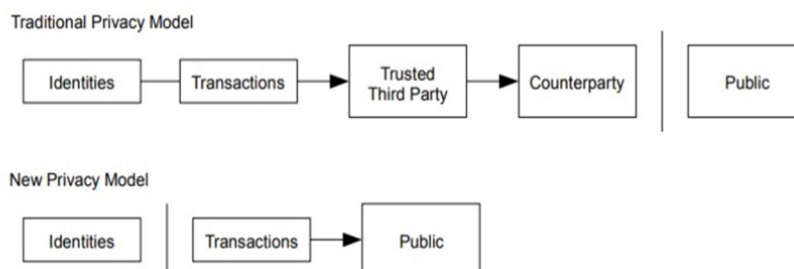 Traditional Privacy Model
Identities
Transactions
Trusted
Third Party
Counterparty
Public
New Privacy Model
Identities
Transactions
Public